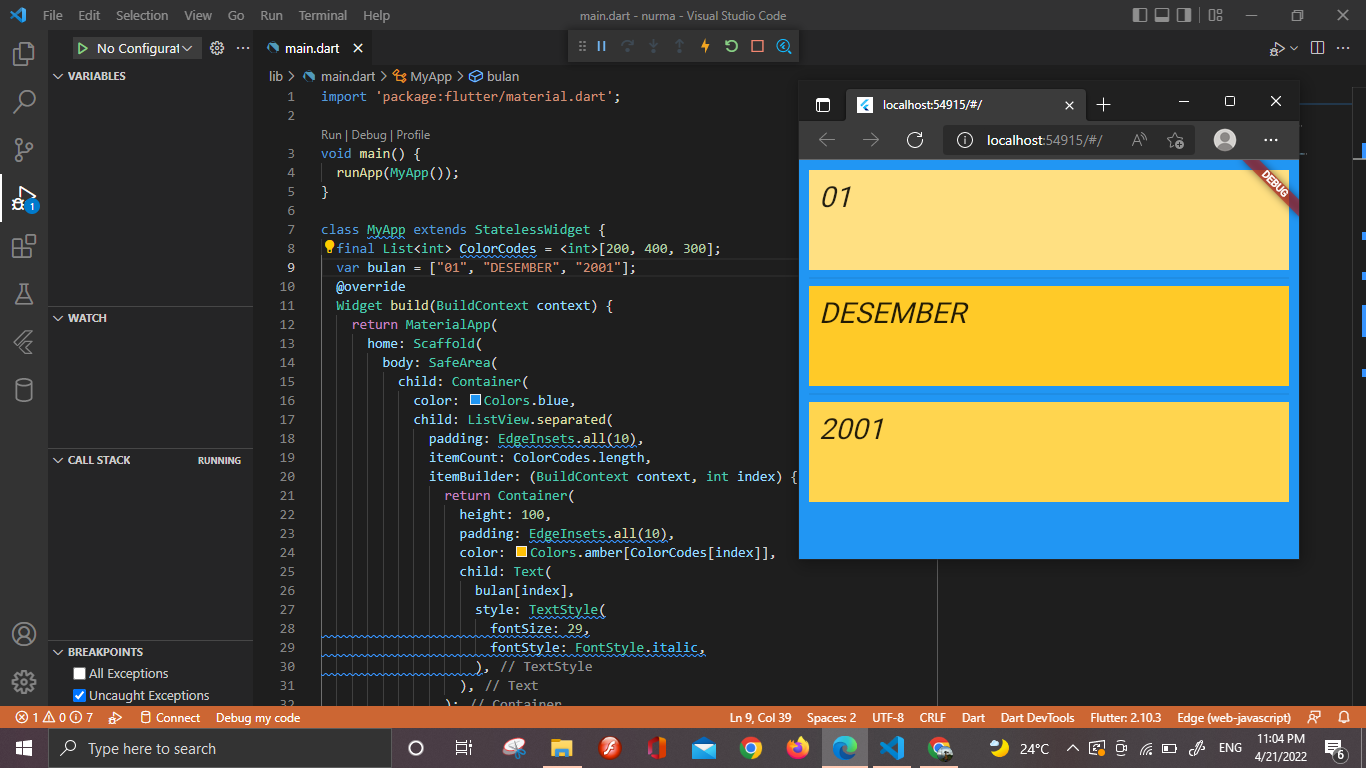 File Edit Selection View Go Run Terminal Help
main.dart - nurma - Visual Studio Code
No Configurat
main.dart
lib > main.dart > MyApp > bulan
VARIABLES
WATCH
CALL STACK RUNNING
BREAKPOINTS
All Exceptions
Uncaught Exceptions
1
1 import 'package:flutter/material.dart';
2
Run | Debug | Profile
3 void main() {
4 runApp(MyApp());
5 }
6
7 class MyApp extends StatelessWidget {
8 final List<int> ColorCodes = <int>[200, 400, 300];
9 var bulan = ["01", "DESEMBER", "2001"];
10 @override
11 Widget build(BuildContext context) {
12 return MaterialApp(
13 home: Scaffold(
14 body: SafeArea(
15 child: Container(
16 color: Colors.blue,
17 child: ListView.separated(
18 padding: EdgeInsets.all(10),
19 itemCount: ColorCodes.length,
20 itemBuilder: (BuildContext context, int index) {
21 return Container(
22 height: 100,
23 padding: EdgeInsets.all(10),
24 color: Colors.amber[ColorCodes[index]],
25 child: Text(
26 bulan[index],
27 style: TextStyle(
28 fontSize: 29,
29 fontStyle: FontStyle.italic,
30 ), // TextStyle
31 ), // Text
32 ); // Container
localhost:54915/#/
localhost:54915/#/
DEBUG
01
DESEMBER
2001
1 0 7 Connect Debug my code Ln 9, Col 39 Spaces: 2 UTF-8 CRLF Dart Dart DevTools Flutter: 2.10.3 Edge (web-javascript)
Type here to search
24°C ENG
11:04 PM
4/21/2022
6